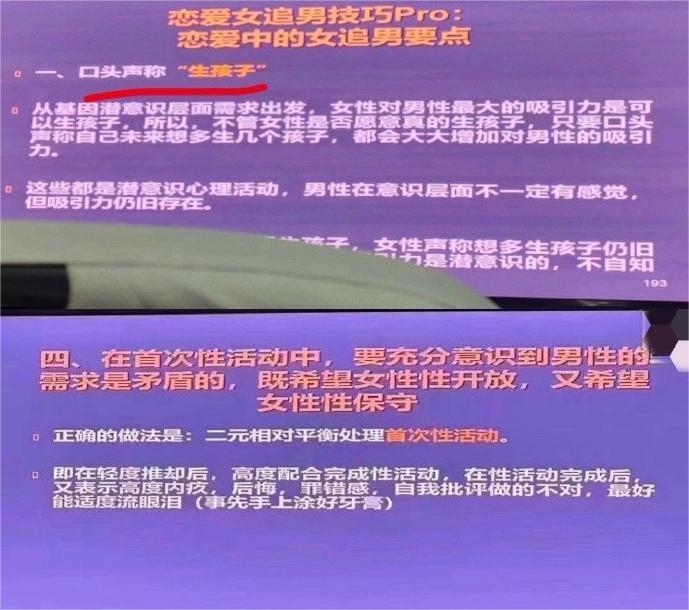 恋爱女追男技巧Pro：
恋爱中的女追男要点
一、口头声称“生孩子”
从基因潜意识层面需求出发，女性对男性最大的吸引力是可
以生孩子，所以，不管女性是否愿意真的生孩子，只要口头
声称自己未来想多生几个孩子，都会大大增加对男性的吸引
力。
这些都是潜意识心理活动，男性在意识层面不一定有感觉，
但吸引力仍旧存在。
生孩子，女性声称想多生孩子仍旧
引力是潜意识的，不自知
193
四、在首次性活动中，要充分意识到男性的
需求是矛盾的，既希望女性性开放，又希望
女性性保守
正确的做法是：二元相对平衡处理首次性活动。
即在轻度推却后，高度配合完成性活动，在性活动完成后，
又表示高度内疚，后悔，罪错感，自我批评做的不对，最好
能适度流眼泪（事先手上涂好牙膏）